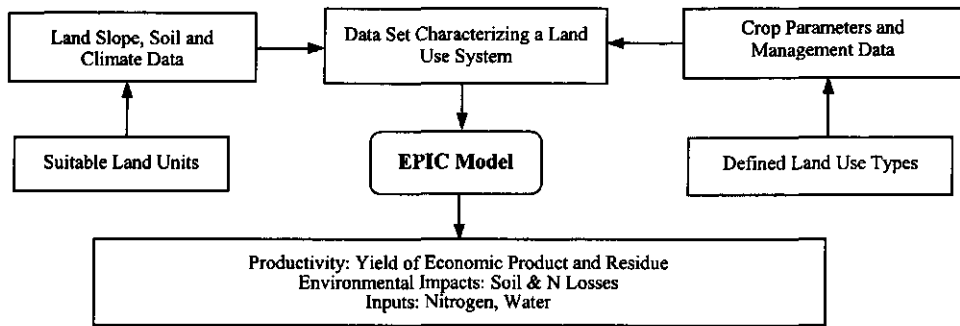 Land Slope, Soil and
Climate Data
Data Set Characterizing a Land
Use System
Crop Parameters and
Management Data
Suitable Land Units
EPIC Model
Defined Land Use Types
Productivity: Yield of Economic Product and Residue
Environmental Impacts: Soil & N Losses
Inputs: Nitrogen, Water